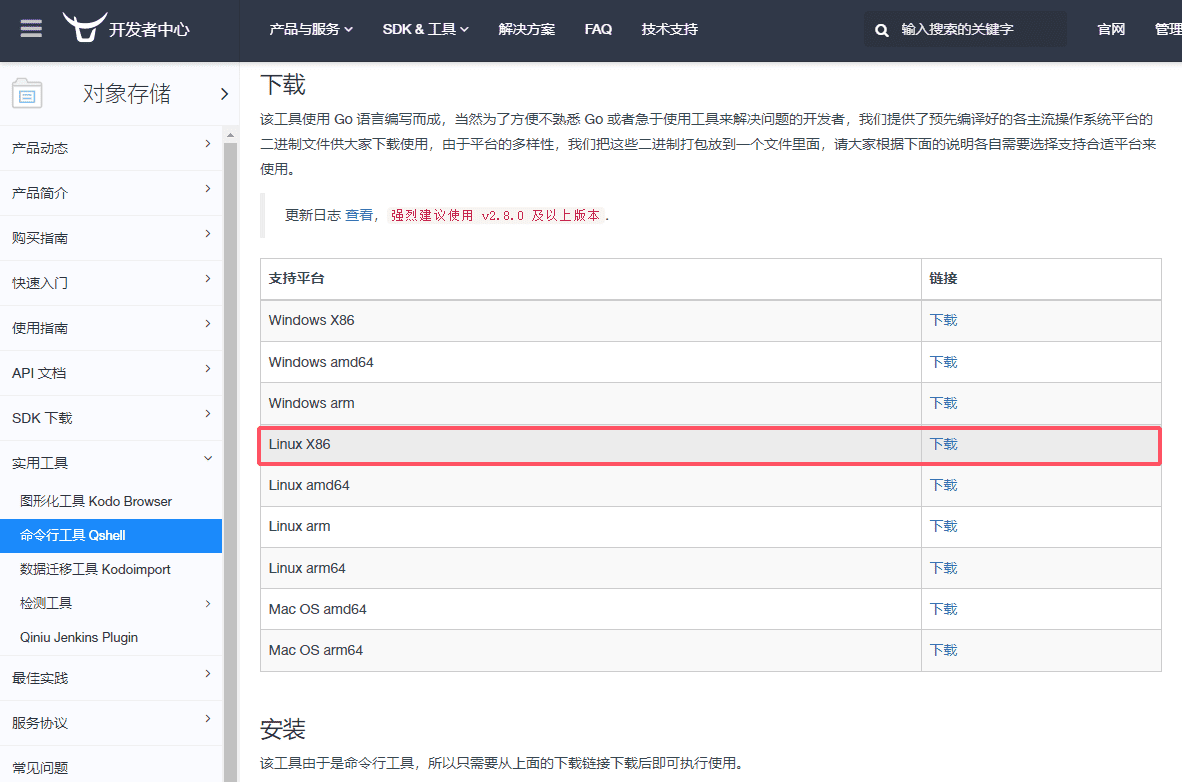 开发者中心
产品与服务
SDK & 工具
解决方案
FAQ
技术支持
输入搜索的关键字
官网
管理
对象存储
产品动态
产品简介
购买指南
快速入门
使用指南
API 文档
SDK 下载
实用工具
图形化工具 Kodo Browser
命令行工具 Qshell
数据迁移工具 Kodoimport
检测工具
Qiniu Jenkins Plugin
最佳实践
服务协议
常见问题
下载
该工具使用 Go 语言编写而成，当然为了方便不熟悉 Go 或者急于使用工具来解决问题的开发者，我们提供了预先编译好的各主流操作系统平台的
二进制文件供大家下载使用，由于平台的多样性，我们把这些二进制打包放到一个文件里面，请大家根据下面的说明各自需要选择支持合适平台来
使用。
更新日志 查看， 强烈建议使用 v2.8.0 及以上版本 .
支持平台 链接
Windows X86 下载
Windows amd64 下载
Windows arm 下载
Linux X86 下载
Linux amd64 下载
Linux arm 下载
Linux arm64 下载
Mac OS amd64 下载
Mac OS arm64 下载
安装
该工具由于是命令行工具，所以只需要从上面的下载链接下载后即可执行使用。